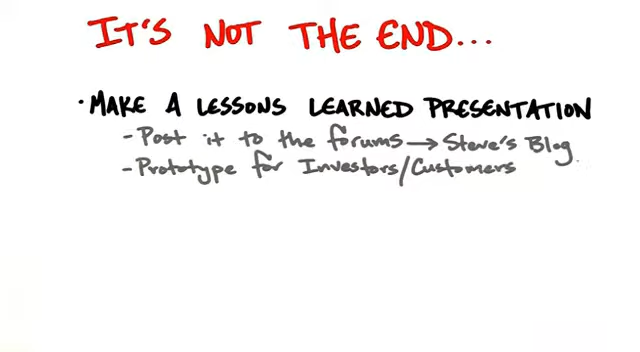 IT'S NOT THE END...
• MAKE A LESSONS LEARNED PRESENTATION
- Post it to the forums → Steve's Blog
- Prototype for Investors/Customers